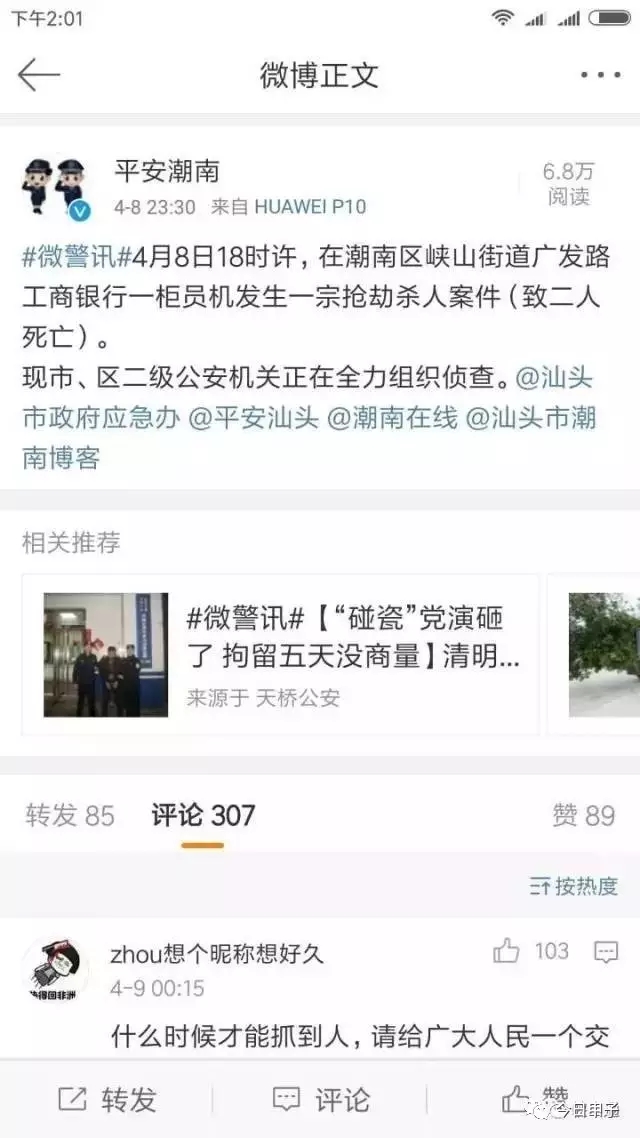 下午2:01
微博正文
平安潮南
4-8 23:30 来自 HUAWEI P10
6.8万
阅读
#微警讯#4月8日18时许，在潮南区峡山街道广发路
工商银行一柜员机发生一宗抢劫杀人案件（致二人
死亡）。
现市、区二级公安机关正在全力组织侦查。@汕头
市政府应急办 @平安汕头 @潮南在线 @汕头市潮
南博客
相关推荐
#微警讯#【“碰瓷”党演砸
了 拘留五天没商量】清明...
来源于 天桥公安
转发 85 评论 307 赞 89
按热度
zhou想个昵称想好久 103
4-9 00:15
什么时候才能抓到人，请给广大人民一个交
转发 评论 赞